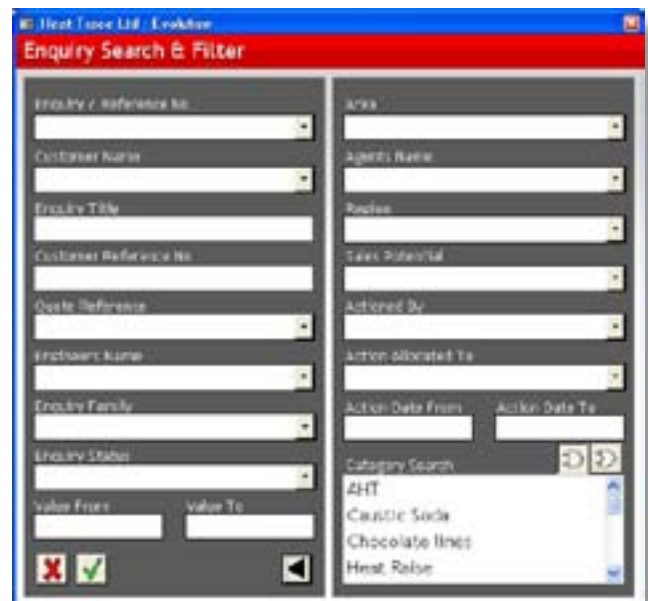 Heat Trace Ltd : Evolution
Enquiry Search & Filter
Enquiry / Reference No
Customer Name
Enquiry Title
Customer Reference No
Quote Reference
Engineers Name
Enquiry Family
Enquiry Status
Value From
Value To
Area
Agents Name
Region
Sales Potential
Actioned By
Action Allocated To
Action Date From
Action Date To
Category Search
AHT
Caustic Soda
Chocolate lines
Heat Raise